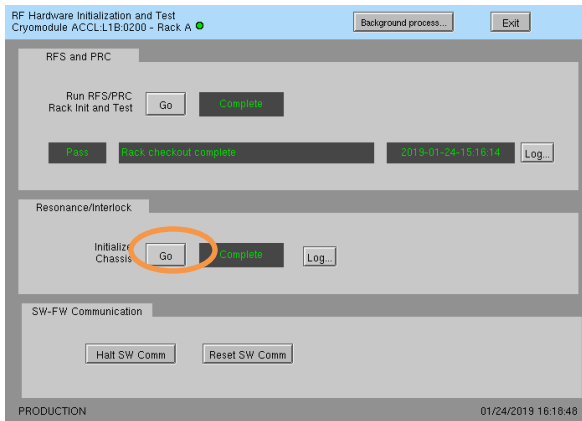 RF Hardware Initialization and Test
Cryomodule ACCL:L1B:0200 - Rack A
Background process...
Exit
RFS and PRC
Run RFS/PRC
Rack Init and Test
Go
Complete
Pass
Rack checkout complete
2019-01-24-15:16:14
Log...
Resonance/Interlock
Initialize
Chassis
Go
Complete
Log...
SW-FW Communication
Halt SW Comm
Reset SW Comm
PRODUCTION
01/24/2019 16:18:48